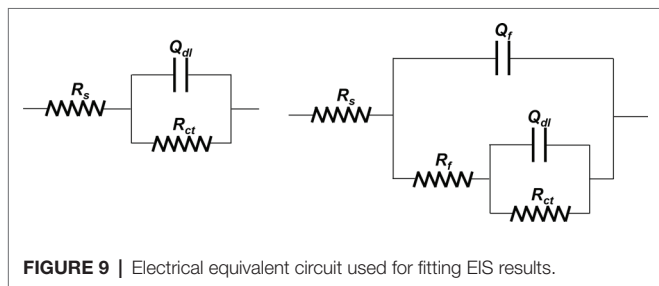 Q_dl
R_s
R_ct
Q_f
R_s
Q_dl
R_f
R_ct
FIGURE 9 | Electrical equivalent circuit used for fitting EIS results.